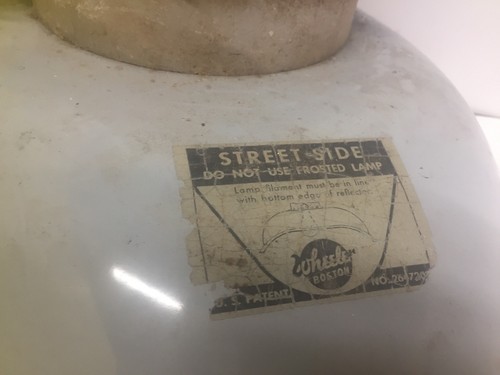 STREET SIDE
DO NOT USE FROSTED LAMP
Lamp filament must be in line
with bottom edge of reflector
Wheeler
BOSTON
U. S. PATENT